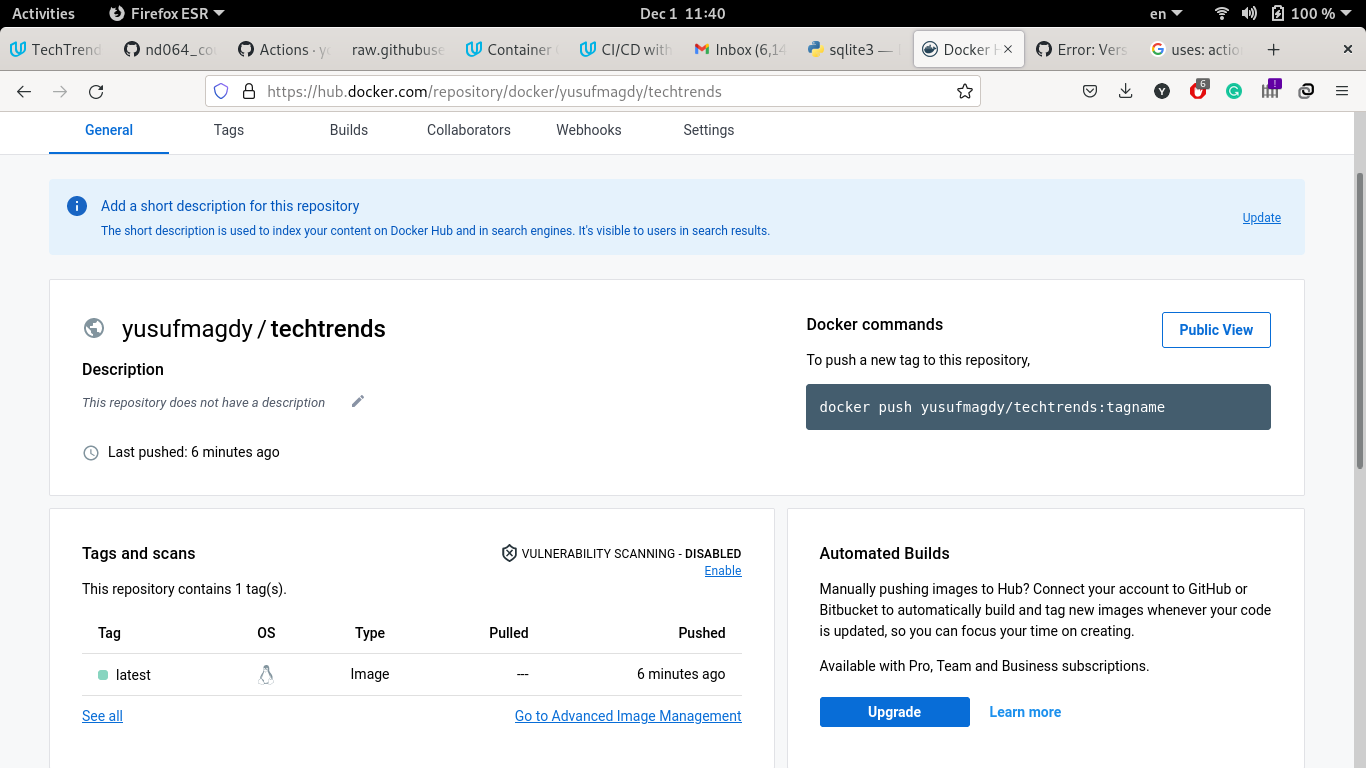 Activities Firefox ESR Dec 1 11:40 en 100 %
TechTrend nd064_co Actions · raw.githubuse Container CI/CD with Inbox (6,14 sqlite3 — Docker H Error: Vers uses: actio
https://hub.docker.com/repository/docker/yusufmagdy/techtrends
Y 6 !
General Tags Builds Collaborators Webhooks Settings
Add a short description for this repository
The short description is used to index your content on Docker Hub and in search engines. It's visible to users in search results.
Update
yusufmagdy / techtrends
Description
This repository does not have a description
Last pushed: 6 minutes ago
Docker commands
Public View
To push a new tag to this repository,
docker push yusufmagdy/techtrends:tagname
Tags and scans
VULNERABILITY SCANNING - DISABLED
Enable
This repository contains 1 tag(s).
Tag OS Type Pulled Pushed
latest Image --- 6 minutes ago
See all Go to Advanced Image Management
Automated Builds
Manually pushing images to Hub? Connect your account to GitHub or
Bitbucket to automatically build and tag new images whenever your code
is updated, so you can focus your time on creating.
Available with Pro, Team and Business subscriptions.
Upgrade Learn more